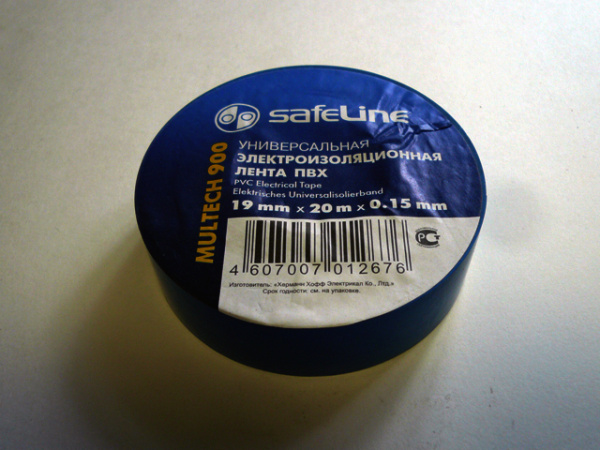 safeLine
MULTECH 900
УНИВЕРСАЛЬНАЯ
ЭЛЕКТРОИЗОЛЯЦИОННАЯ
ЛЕНТА ПВХ
PVC Electrical Tape
Elektrisches Universalisolierband
19 mm x 20 m x 0.15 mm
4 607007 012676
Изготовитель: «Херманн Хофф Электрикал Ко., Лтд.»
Срок годности: см. на упаковке.